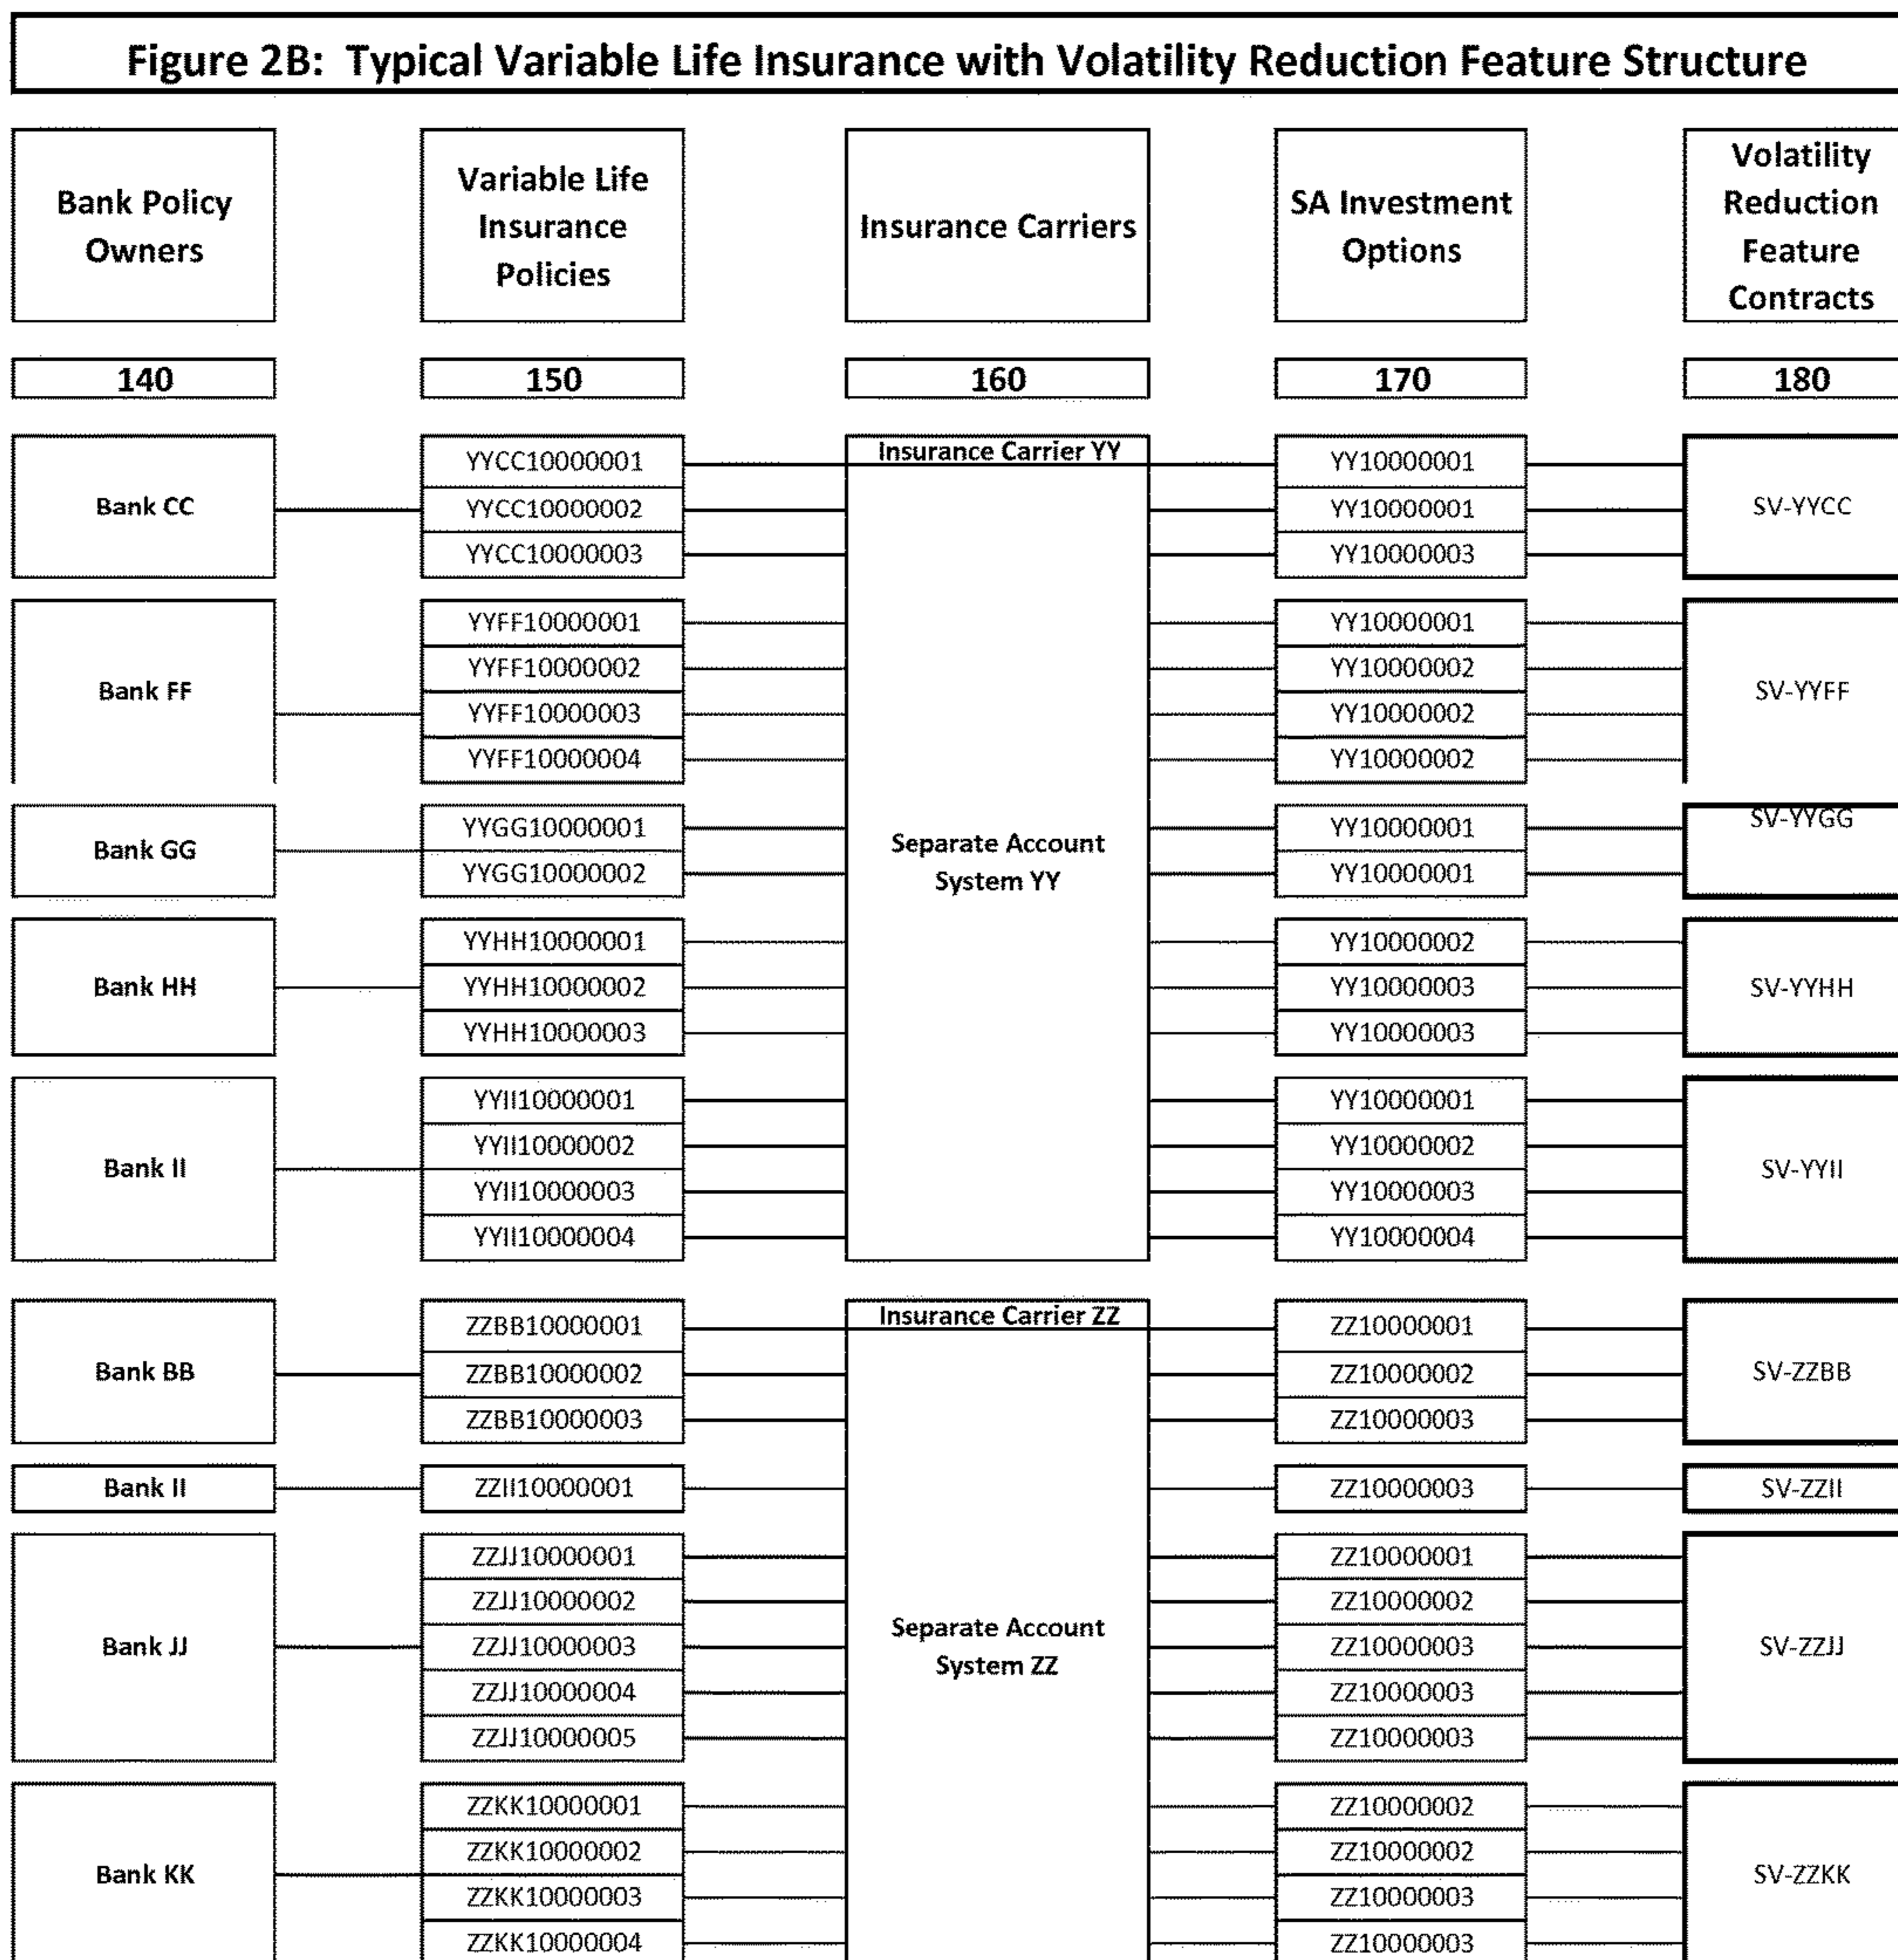 Figure 2B: Typical Variable Life Insurance with Volatility Reduction Feature Structure
Bank Policy
Owners
Variable Life
Insurance
Policies
Insurance Carriers
SA Investment
Options
Volatility
Reduction
Feature
Contracts
140
150
160
170
180
Bank CC
YYCC10000001
YYCC10000002
YYCC10000003
Insurance Carrier YY
YY10000001
YY10000001
YY10000003
SV-YYCC
Bank FF
YYFF10000001
YYFF10000002
YYFF10000003
YYFF10000004
YY10000001
YY10000002
YY10000002
YY10000002
SV-YYFF
Bank GG
YYGG10000001
YYGG10000002
Separate Account
System YY
YY10000001
YY10000001
SV-YYGG
Bank HH
YYHH10000001
YYHH10000002
YYHH10000003
YY10000002
YY10000003
YY10000003
SV-YYHH
Bank II
YYII10000001
YYII10000002
YYII10000003
YYII10000004
YY10000001
YY10000002
YY10000003
YY10000004
SV-YYII
Bank BB
ZZBB10000001
ZZBB10000002
ZZBB10000003
Insurance Carrier ZZ
ZZ10000001
ZZ10000002
ZZ10000003
SV-ZZBB
Bank II
ZZII10000001
ZZ10000003
SV-ZZII
Bank JJ
ZZJJ10000001
ZZJJ10000002
ZZJJ10000003
ZZJJ10000004
ZZJJ10000005
Separate Account
System ZZ
ZZ10000001
ZZ10000002
ZZ10000003
ZZ10000003
ZZ10000003
SV-ZZJJ
Bank KK
ZZKK10000001
ZZKK10000002
ZZKK10000003
ZZKK10000004
ZZ10000002
ZZ10000002
ZZ10000003
ZZ10000003
SV-ZZKK